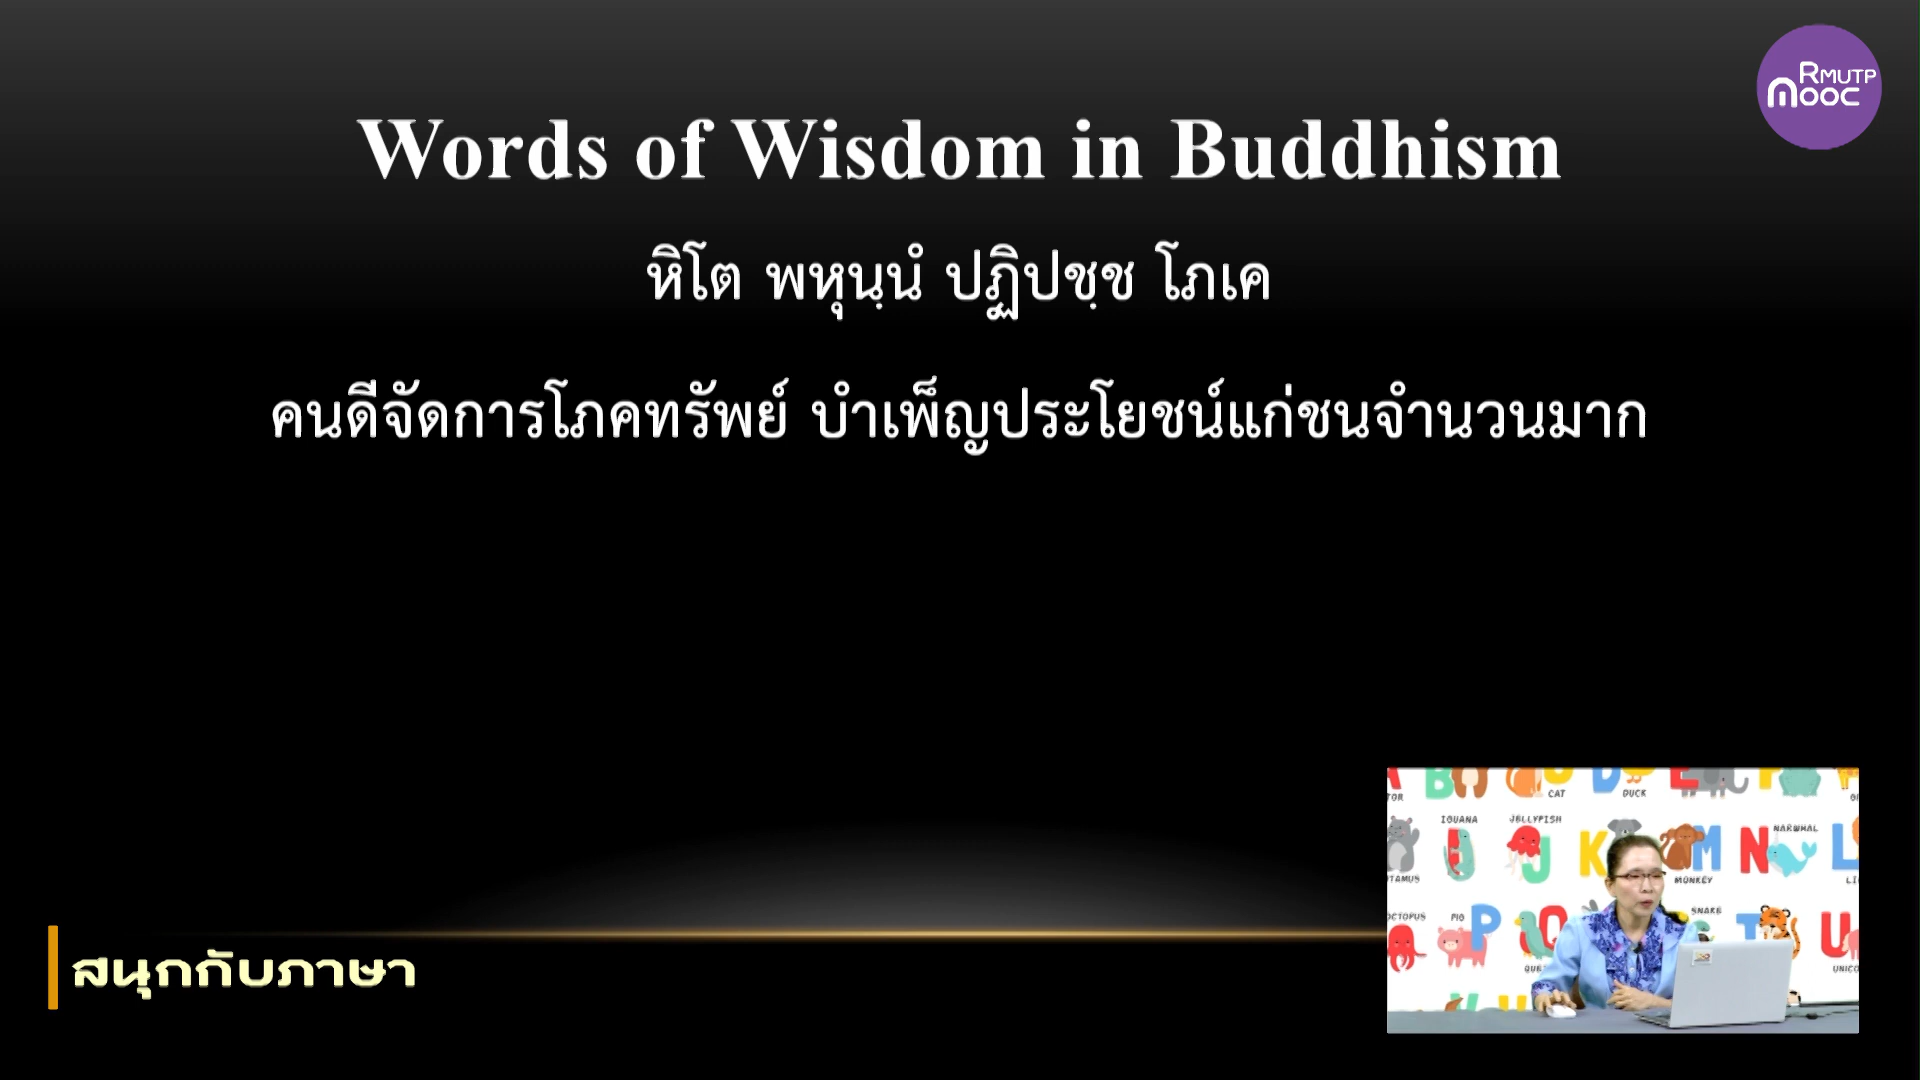 RMUTP
MOOC
Words of Wisdom in Buddhism
หิโต พหุนฺนํ ปฏิปชฺช โภเค
คนดีจัดการโภคทรัพย์ บำเพ็ญประโยชน์แก่ชนจำนวนมาก
CAT
DUCK
IGUANA
JELLYFISH
NARWHAL
MONKEY
OCTOPUS
PIG
SNAKE
สนุกกับภาษา